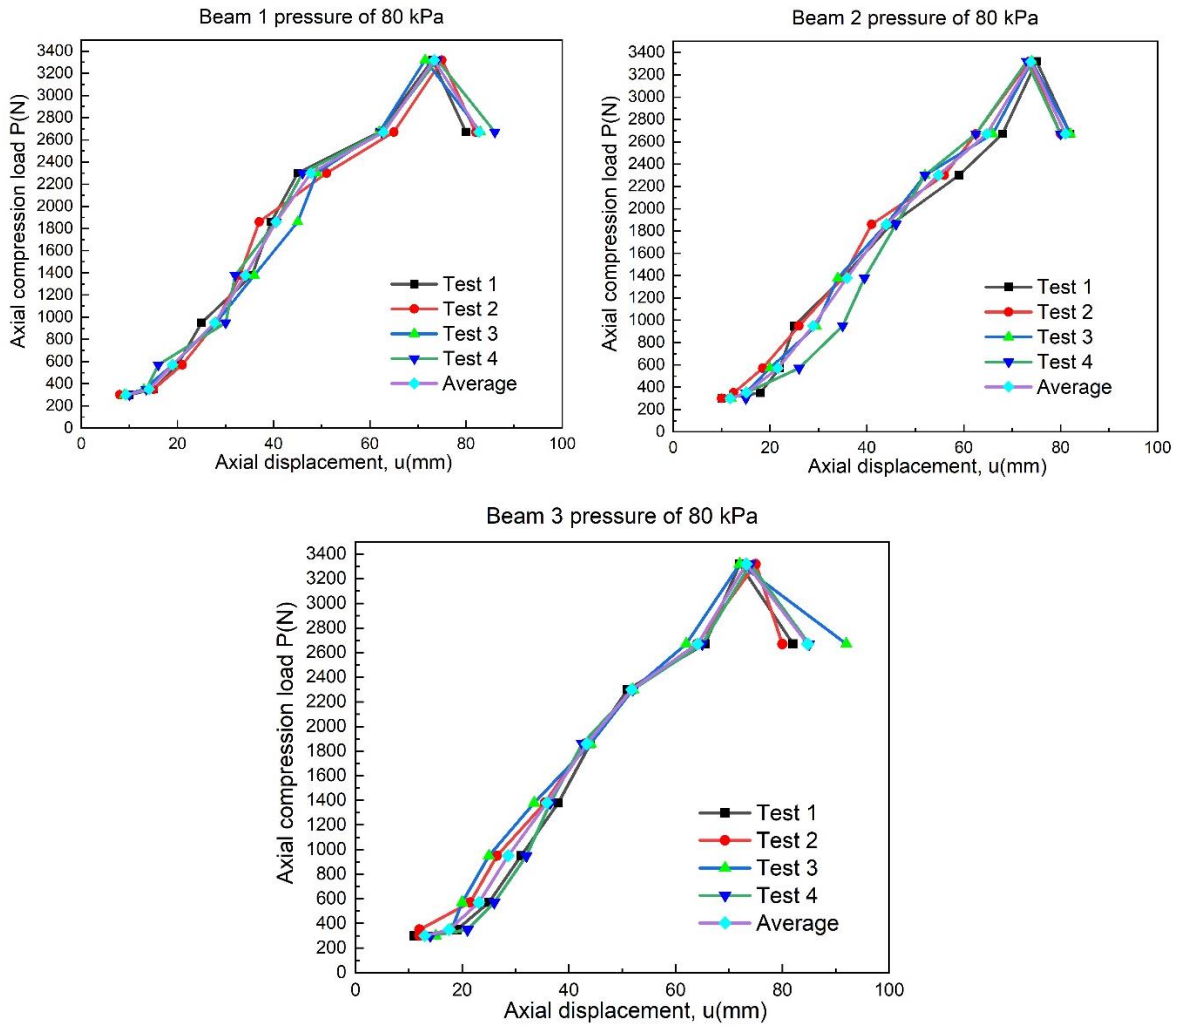 Beam 1 pressure of 80 kPa
Axial compression load P(N)
3400
3200
3000
2800
2600
2400
2200
2000
1800
1600
1400
1200
1000
800
600
400
200
0
Test 1
Test 2
Test 3
Test 4
Average
0 20 40 60 80 100
Axial displacement, u(mm)
Beam 2 pressure of 80 kPa
Axial compression load P(N)
3400
3200
3000
2800
2600
2400
2200
2000
1800
1600
1400
1200
1000
800
600
400
200
0
Test 1
Test 2
Test 3
Test 4
Average
0 20 40 60 80 100
Axial displacement, u(mm)
Beam 3 pressure of 80 kPa
Axial compression load P(N)
3400
3200
3000
2800
2600
2400
2200
2000
1800
1600
1400
1200
1000
800
600
400
200
0
Test 1
Test 2
Test 3
Test 4
Average
0 20 40 60 80 100
Axial displacement, u(mm)